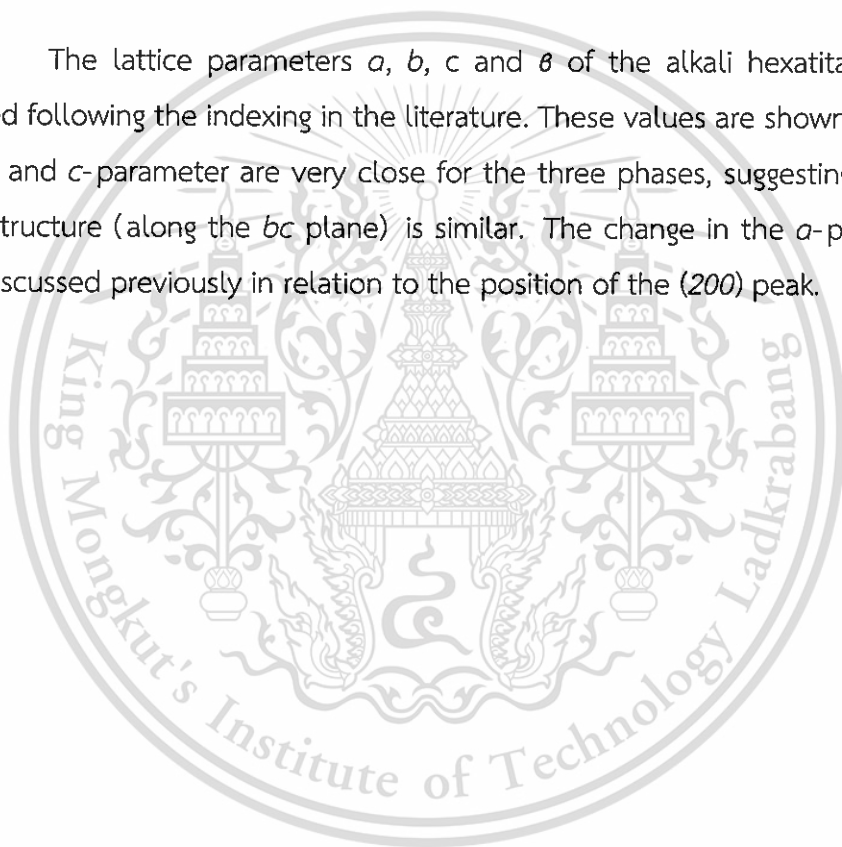 The lattice parameters a, b, c and β of the alkali hexatita
d following the indexing in the literature. These values are shown
and c-parameter are very close for the three phases, suggesting
tructure (along the bc plane) is similar. The change in the a-p
iscussed previously in relation to the position of the (200) peak.
King Mongkut's Institute of Technology Ladkrabang